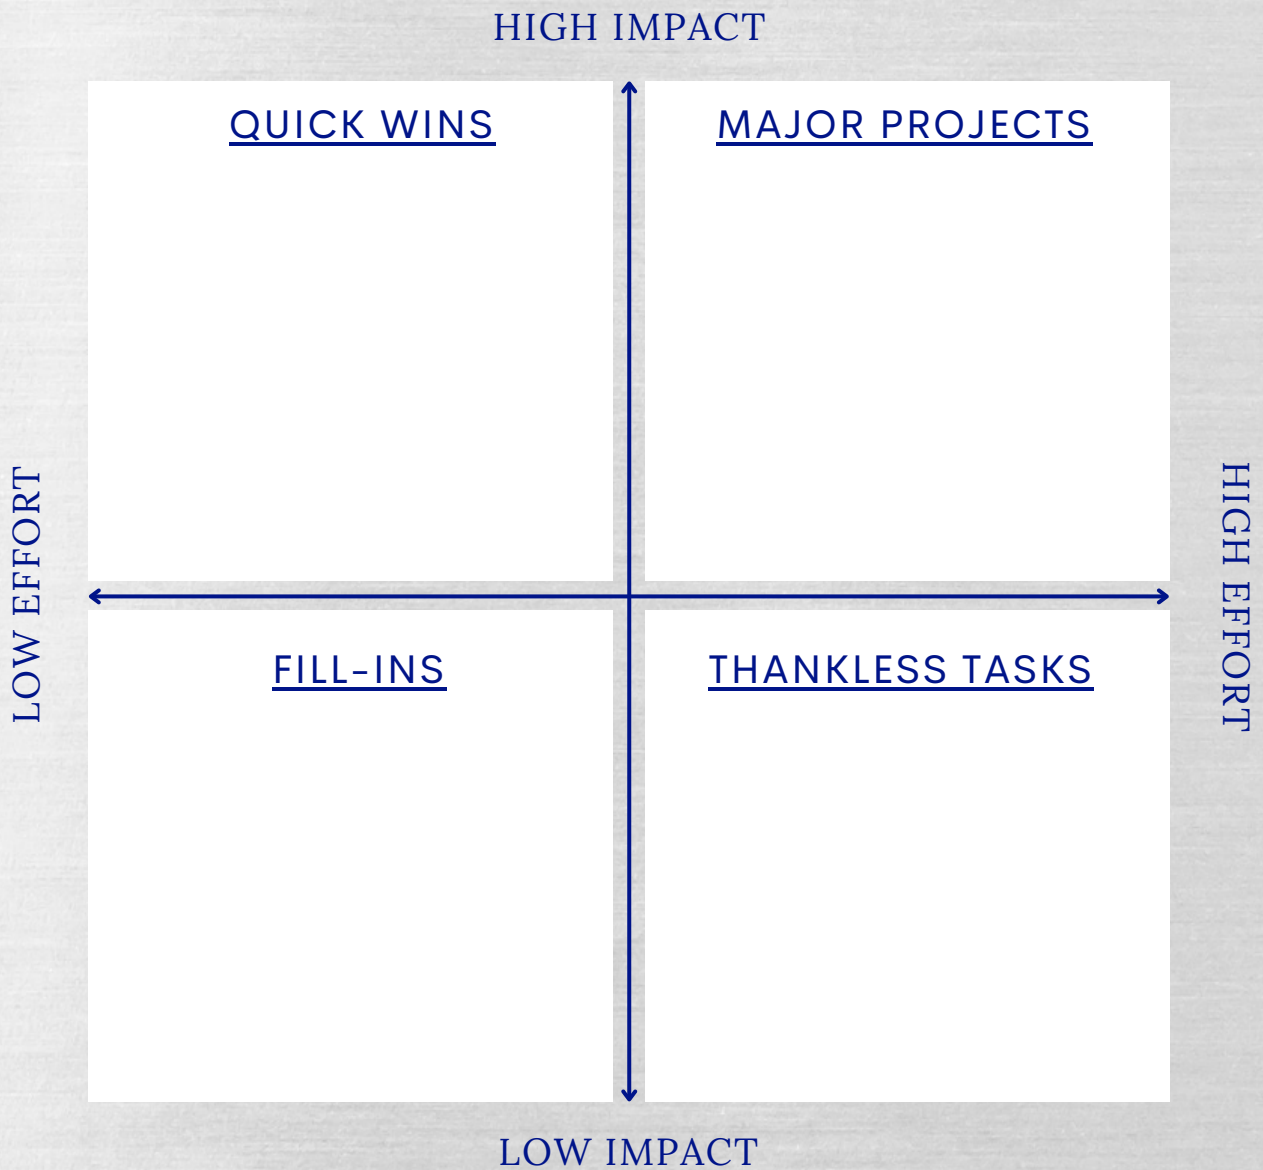 HIGH IMPACT
QUICK WINS
MAJOR PROJECTS
LOW EFFORT
HIGH EFFORT
FILL-INS
THANKLESS TASKS
LOW IMPACT